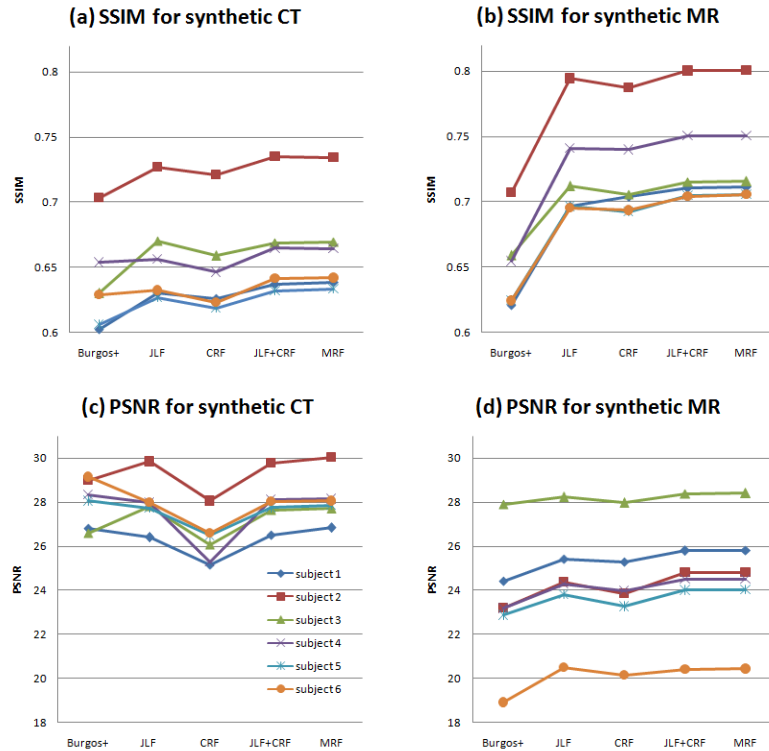 (a) SSIM for synthetic CT
0.8
0.75
0.7
0.65
0.6
SSIM
Burgos+ JLF CRF JLF+CRF MRF
(b) SSIM for synthetic MR
0.8
0.75
0.7
0.65
0.6
SSIM
Burgos+ JLF CRF JLF+CRF MRF
(c) PSNR for synthetic CT
30
28
26
24
22
20
18
PSNR
subject 1
subject 2
subject 3
subject 4
subject 5
subject 6
Burgos+ JLF CRF JLF+CRF MRF
(d) PSNR for synthetic MR
30
28
26
24
22
20
18
PSNR
Burgos+ JLF CRF JLF+CRF MRF